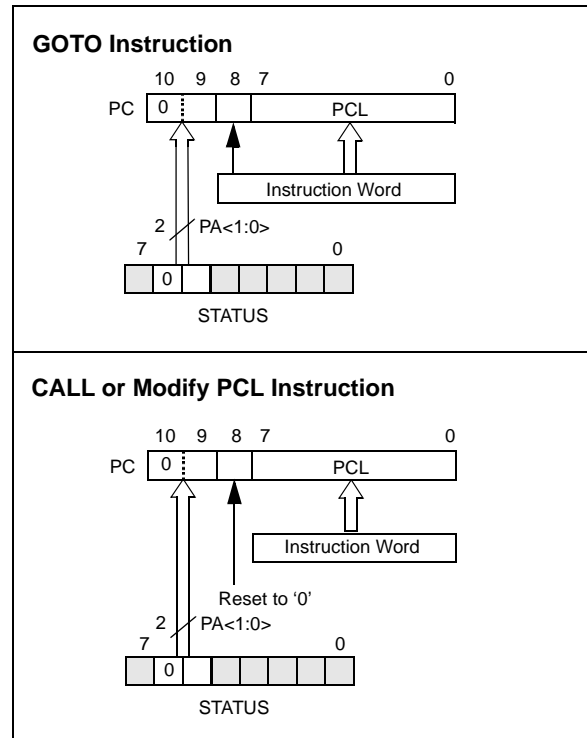 GOTO Instruction
10 9 8 7 0
PC 0 PCL
Instruction Word
2 PA<1:0>
7 0
0
STATUS
CALL or Modify PCL Instruction
10 9 8 7 0
PC 0 PCL
Instruction Word
Reset to ‘0’
2 PA<1:0>
7 0
0
STATUS